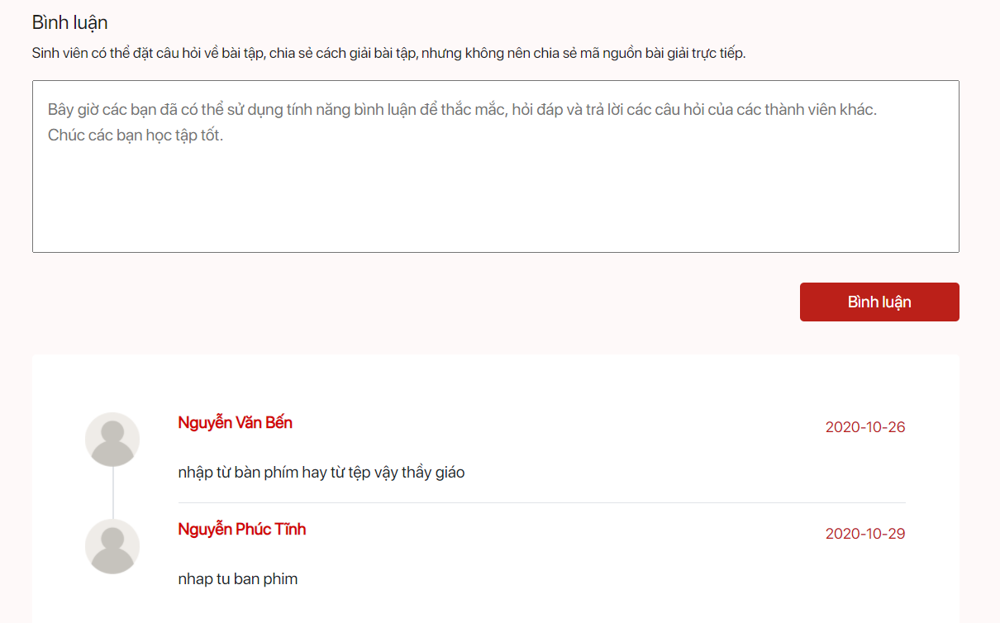 Bình luận
Sinh viên có thể đặt câu hỏi về bài tập, chia sẻ cách giải bài tập, nhưng không nên chia sẻ mã nguồn bài giải trực tiếp.
Bây giờ các bạn đã có thể sử dụng tính năng bình luận để thắc mắc, hỏi đáp và trả lời các câu hỏi của các thành viên khác.
Chúc các bạn học tập tốt.
Bình luận
Nguyễn Văn Bến
2020-10-26
nhập từ bàn phím hay từ tệp vậy thầy giáo
Nguyễn Phúc Tĩnh
2020-10-29
nhap tu ban phim